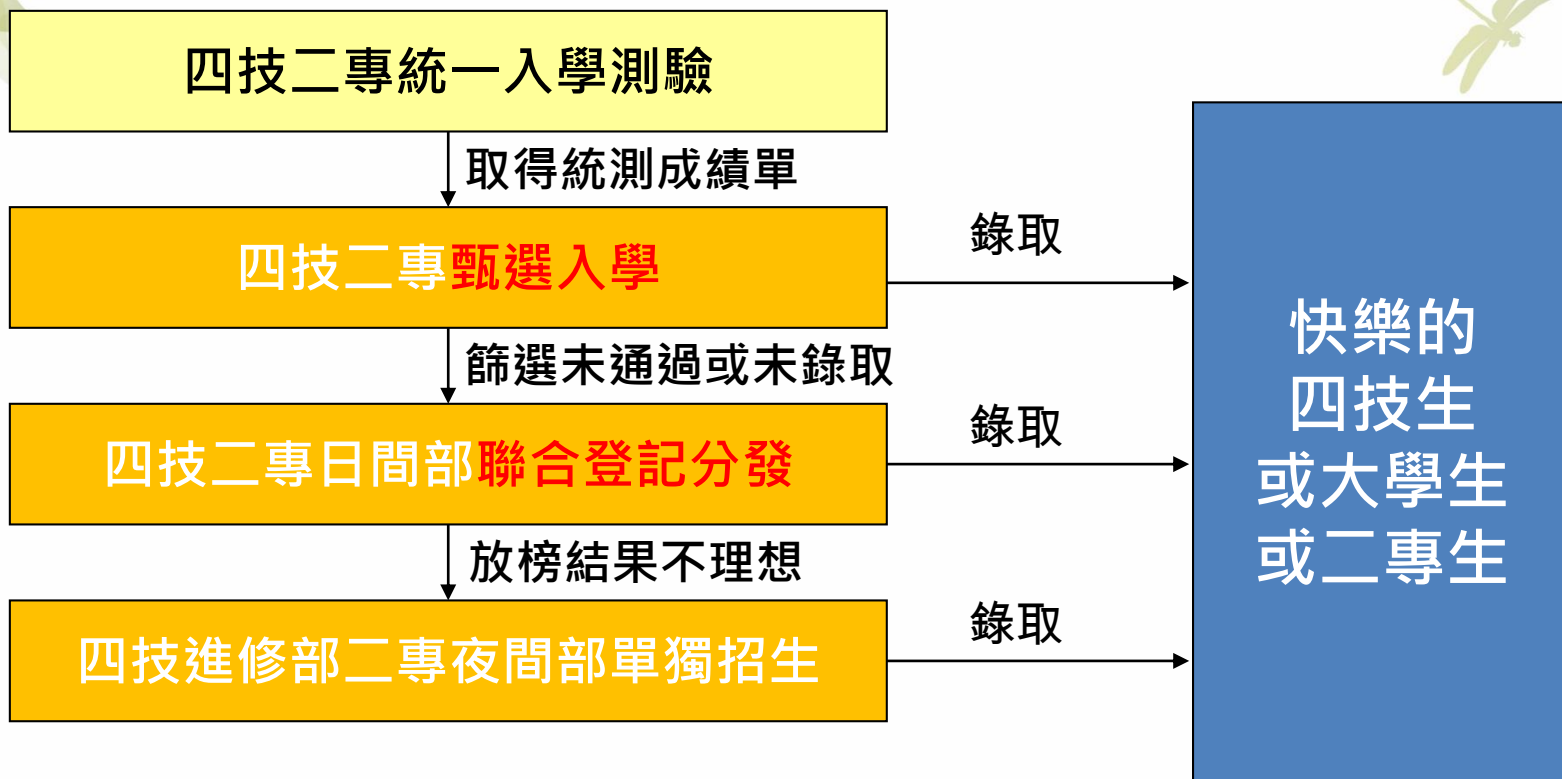 四技二專統一入學測驗
取得統測成績單
四技二專甄選入學
錄取
篩選未通過或未錄取
四技二專日間部聯合登記分發
錄取
放榜結果不理想
四技進修部二專夜間部單獨招生
錄取
快樂的
四技生
或大學生
或二專生